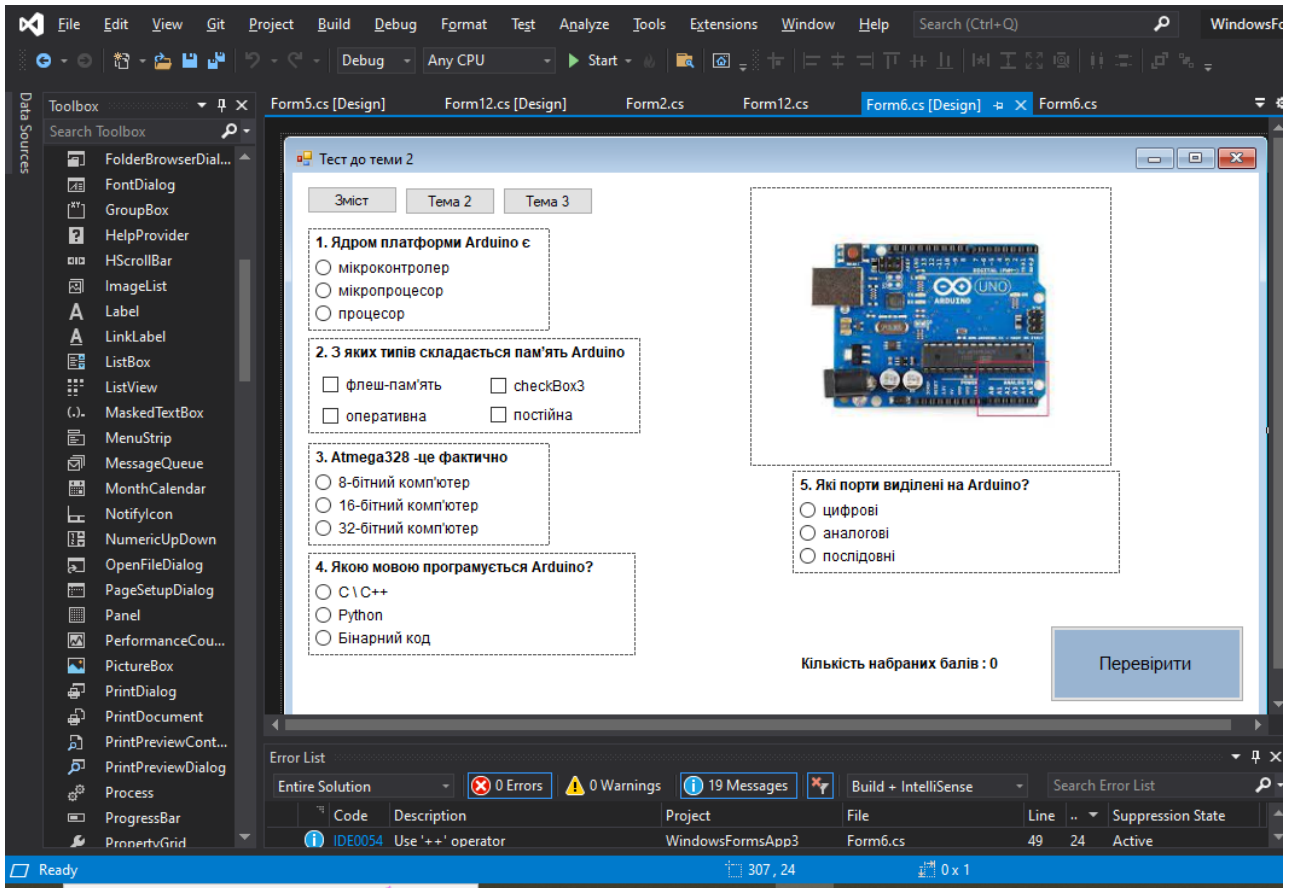 File Edit View Git Project Build Debug Format Test Analyze Tools Extensions Window Help Search (Ctrl+Q) WindowsFo
Debug Any CPU Start
Data Sources
Toolbox
Search Toolbox
FolderBrowserDial...
FontDialog
GroupBox
HelpProvider
HScrollBar
ImageList
Label
LinkLabel
ListBox
ListView
MaskedTextBox
MenuStrip
MessageQueue
MonthCalendar
NotifyIcon
NumericUpDown
OpenFileDialog
PageSetupDialog
Panel
PerformanceCou...
PictureBox
PrintDialog
PrintDocument
PrintPreviewCont...
PrintPreviewDialog
Process
ProgressBar
PropertyGrid
Form5.cs [Design] Form12.cs [Design] Form2.cs Form12.cs Form6.cs [Design] Form6.cs
Тест до теми 2
Зміст Тема 2 Тема 3
1. Ядром платформи Arduino є
мікроконтролер
мікропроцесор
процесор
2. З яких типів складається пам'ять Arduino
флеш-пам'ять checkBox3
оперативна постійна
3. Atmega328 -це фактично
8-бітний комп'ютер
16-бітний комп'ютер
32-бітний комп'ютер
4. Якою мовою програмується Arduino?
C \ C++
Python
Бінарний код
UNO
ARDUINO
5. Які порти виділені на Arduino?
цифрові
аналогові
послідовні
Кількість набраних балів : 0
Перевірити
Error List
Entire Solution 0 Errors 0 Warnings 19 Messages Build + IntelliSense Search Error List
Code Description Project File Line .. Suppression State
IDE0054 Use '++' operator WindowsFormsApp3 Form6.cs 49 24 Active
Ready 307 , 24 0 x 1